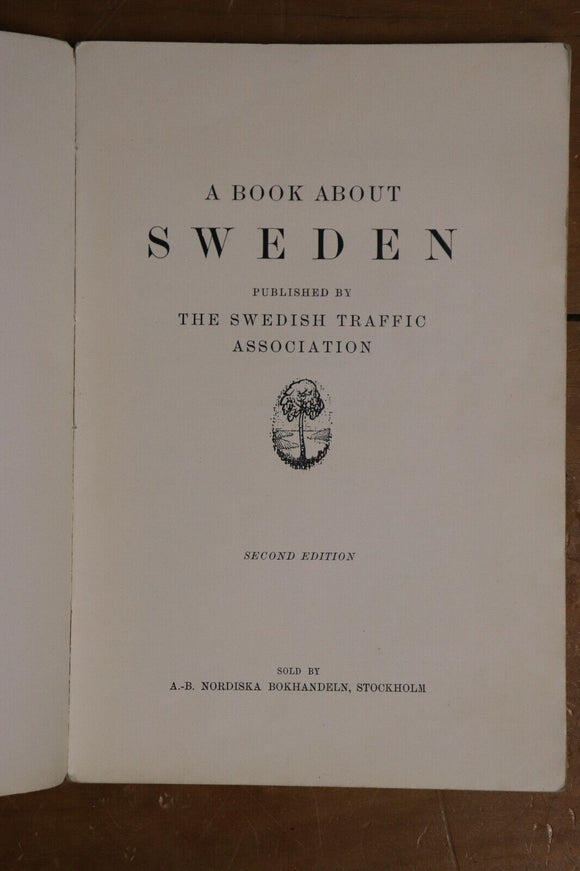 A BOOK ABOUT
SWEDEN
PUBLISHED BY
THE SWEDISH TRAFFIC
ASSOCIATION
SECOND EDITION
SOLD BY
A.-B. NORDISKA BOKHANDELN, STOCKHOLM